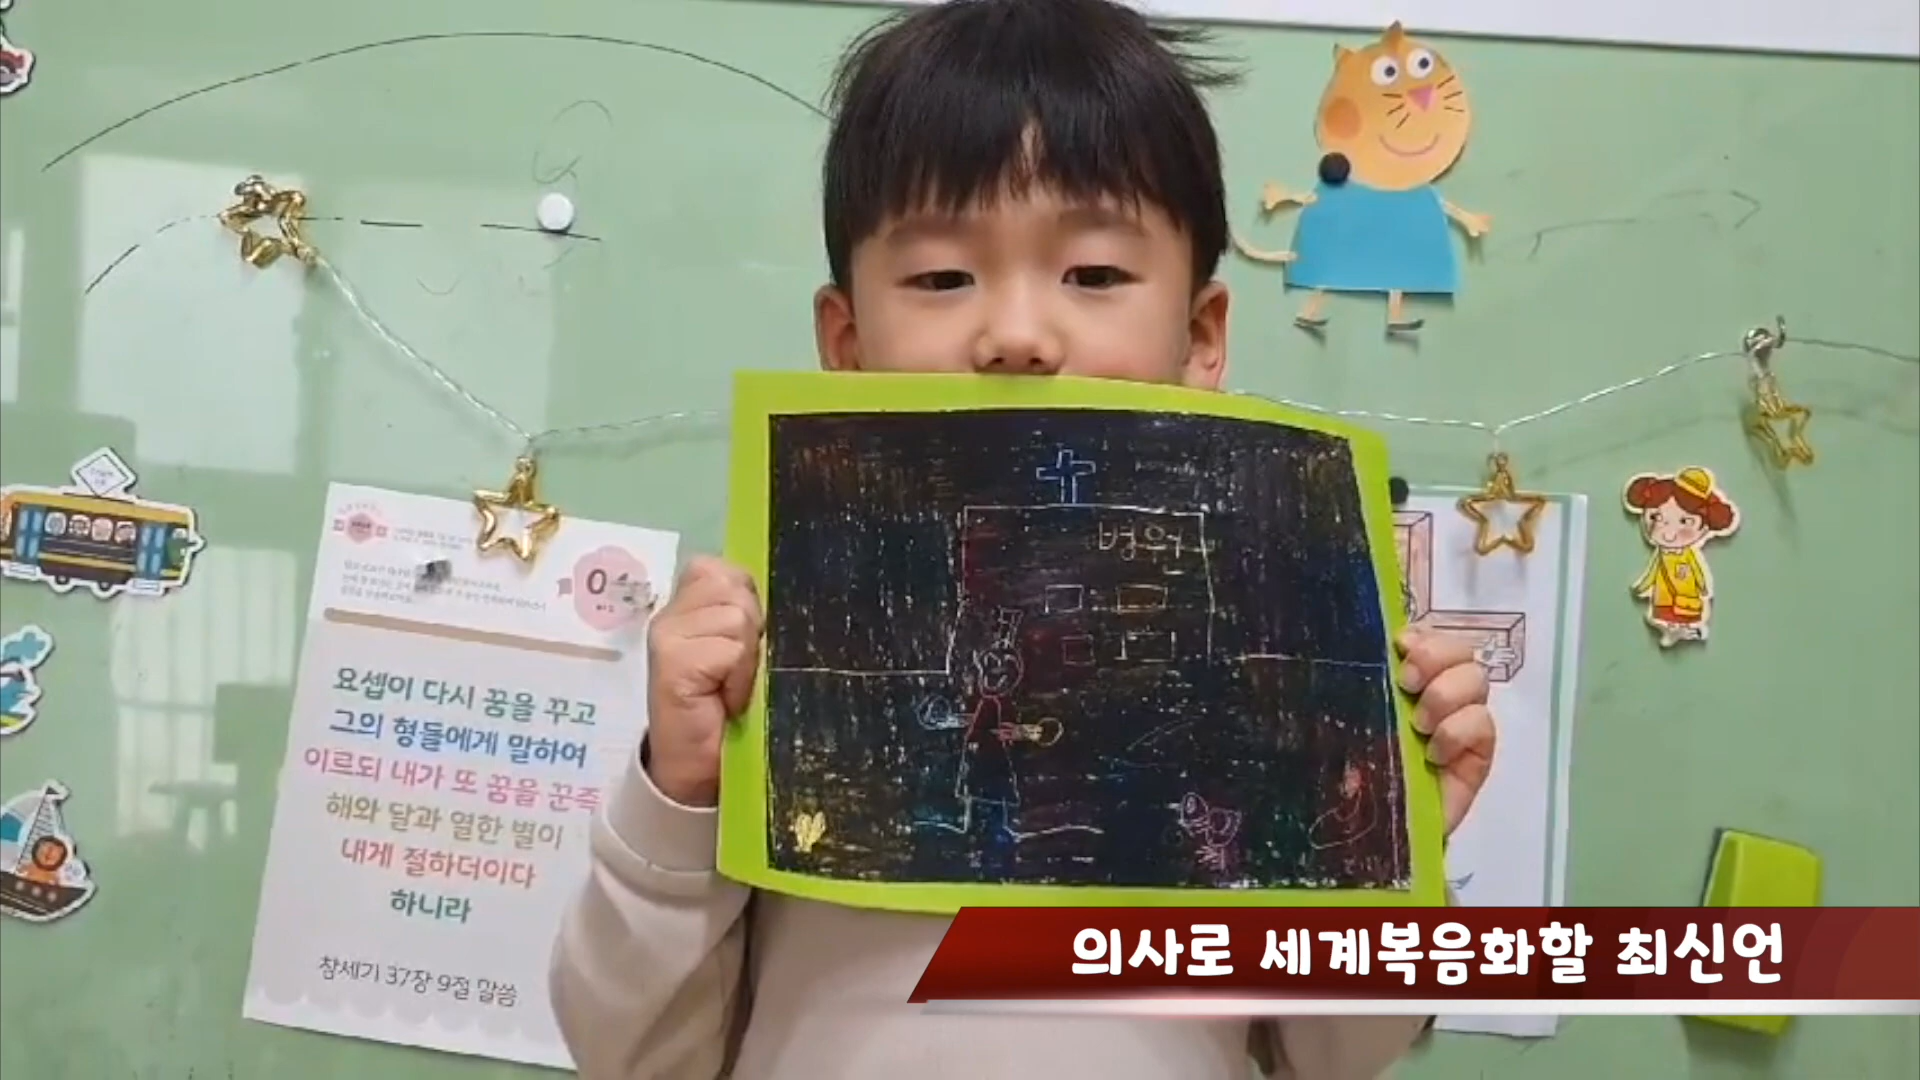 병원
요셉이 다시 꿈을 꾸고
그의 형들에게 말하여
이르되 내가 또 꿈을 꾼즉
해와 달과 열한 별이
내게 절하더이다
하니라
창세기 37장 9절 말씀
의사로 세계복음화할 최신언